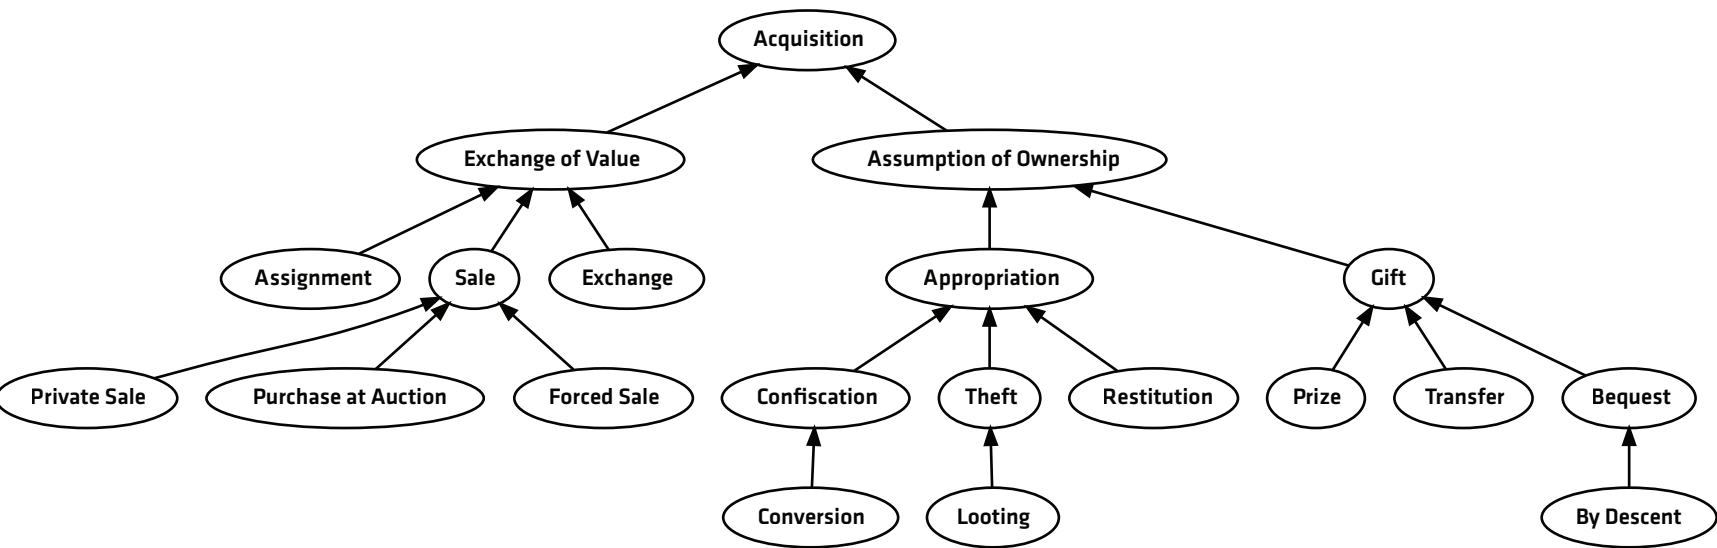 Acquisition
Exchange of Value
Assumption of Ownership
Assignment
Sale
Exchange
Appropriation
Gift
Private Sale
Purchase at Auction
Forced Sale
Confiscation
Theft
Restitution
Prize
Transfer
Bequest
Conversion
Looting
By Descent